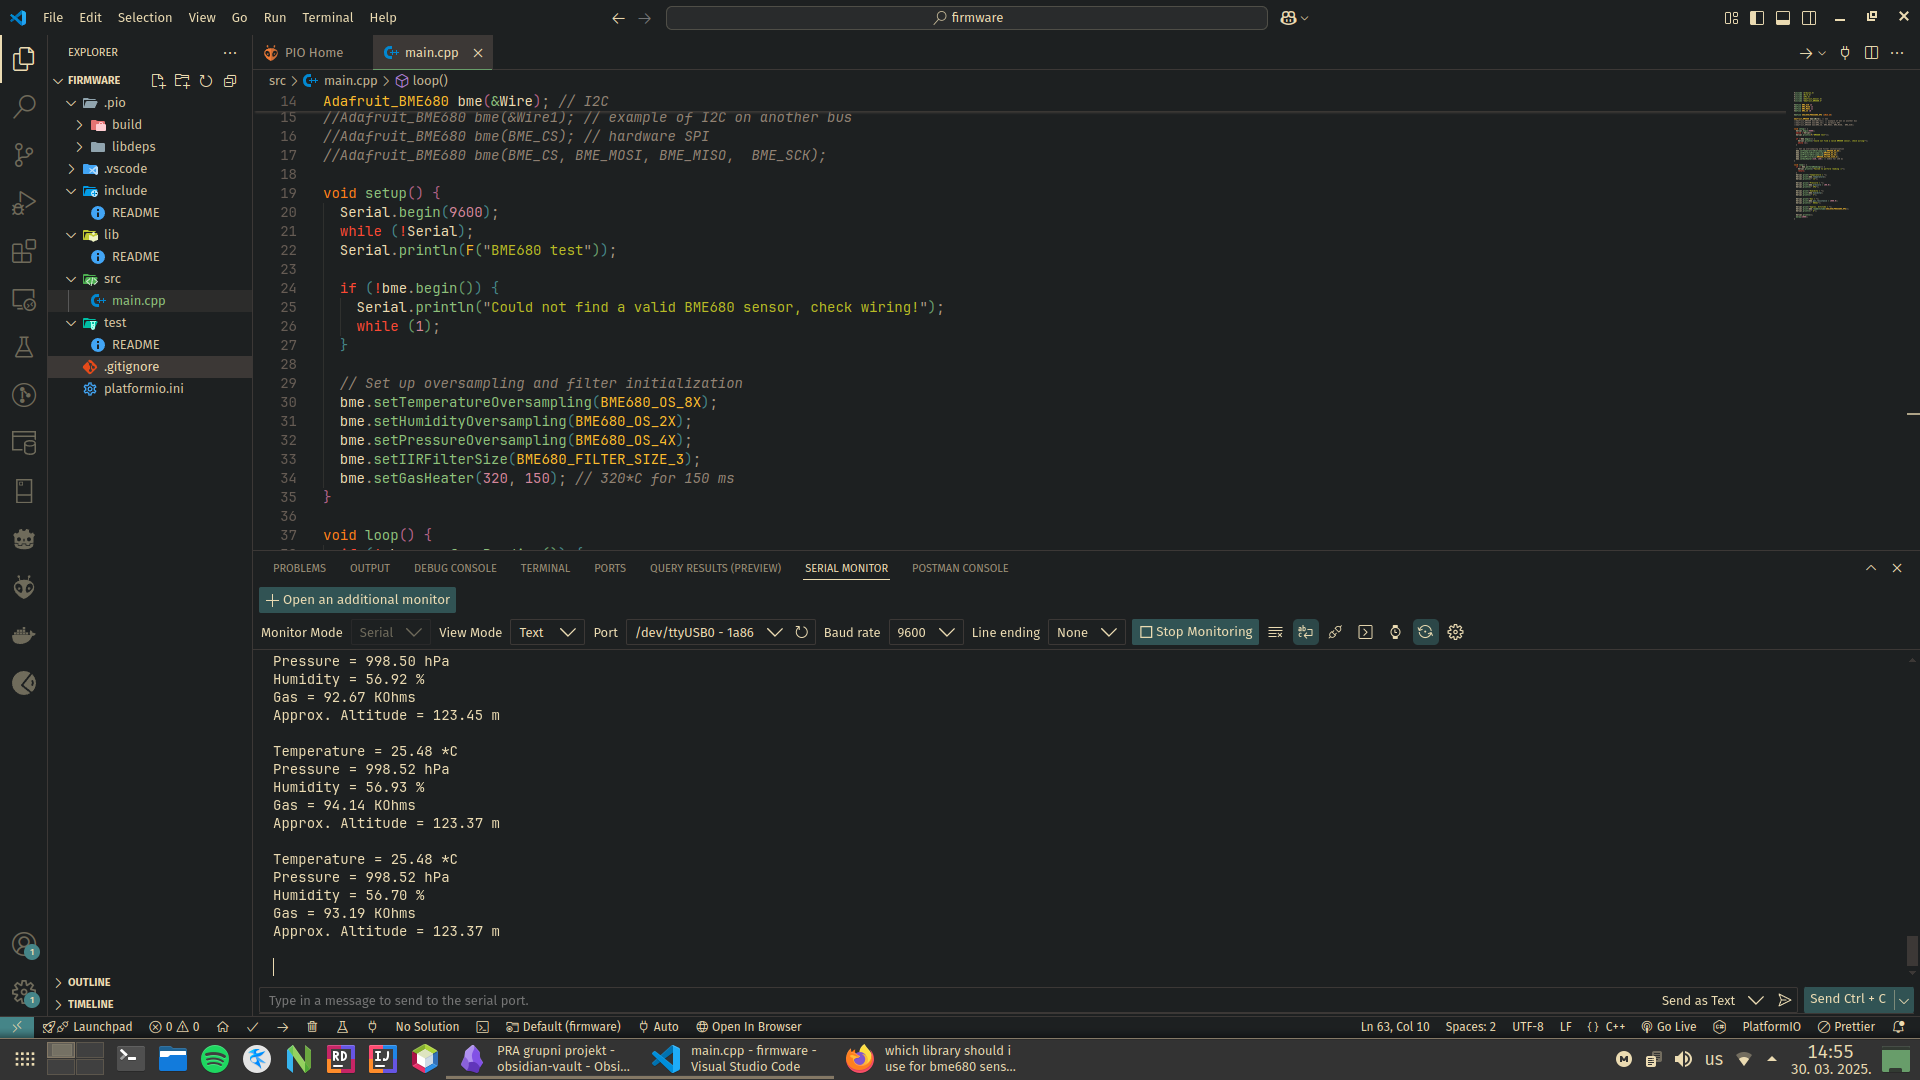 File Edit Selection View Go Run Terminal Help
firmware
EXPLORER
PIO Home
main.cpp
FIRMWARE
src > main.cpp > loop()
.pio
build
libdeps
.vscode
include
README
lib
README
src
main.cpp
test
README
.gitignore
platformio.ini
OUTLINE
TIMELINE
14 Adafruit_BME680 bme(&Wire); // I2C
15 //Adafruit_BME680 bme(&Wire1); // example of I2C on another bus
16 //Adafruit_BME680 bme(BME_CS); // hardware SPI
17 //Adafruit_BME680 bme(BME_CS, BME_MOSI, BME_MISO,  BME_SCK);
18
19 void setup() {
20   Serial.begin(9600);
21   while (!Serial);
22   Serial.println(F("BME680 test"));
23
24   if (!bme.begin()) {
25     Serial.println("Could not find a valid BME680 sensor, check wiring!");
26     while (1);
27   }
28
29   // Set up oversampling and filter initialization
30   bme.setTemperatureOversampling(BME680_OS_8X);
31   bme.setHumidityOversampling(BME680_OS_2X);
32   bme.setPressureOversampling(BME680_OS_4X);
33   bme.setIIRFilterSize(BME680_FILTER_SIZE_3);
34   bme.setGasHeater(320, 150); // 320*C for 150 ms
35 }
36
37 void loop() {
PROBLEMS OUTPUT DEBUG CONSOLE TERMINAL PORTS QUERY RESULTS (PREVIEW) SERIAL MONITOR POSTMAN CONSOLE
Open an additional monitor
Monitor Mode Serial View Mode Text Port /dev/ttyUSB0 - 1a86 Baud rate 9600 Line ending None Stop Monitoring
Pressure = 998.50 hPa
Humidity = 56.92 %
Gas = 92.67 KOhms
Approx. Altitude = 123.45 m
Temperature = 25.48 *C
Pressure = 998.52 hPa
Humidity = 56.93 %
Gas = 94.14 KOhms
Approx. Altitude = 123.37 m
Temperature = 25.48 *C
Pressure = 998.52 hPa
Humidity = 56.70 %
Gas = 93.19 KOhms
Approx. Altitude = 123.37 m
Type in a message to send to the serial port.
Send as Text
Send Ctrl + C
1
1
Launchpad 0 0 No Solution Default (firmware) Auto Open In Browser
Ln 63, Col 10 Spaces: 2 UTF-8 LF {} C++ Go Live PlatformIO Prettier
RD
IJ
PRA grupni projekt -
obsidian-vault - Obsi...
main.cpp - firmware -
Visual Studio Code
which library should i
use for bme680 sens...
M
us
14:55
30. 03. 2025.